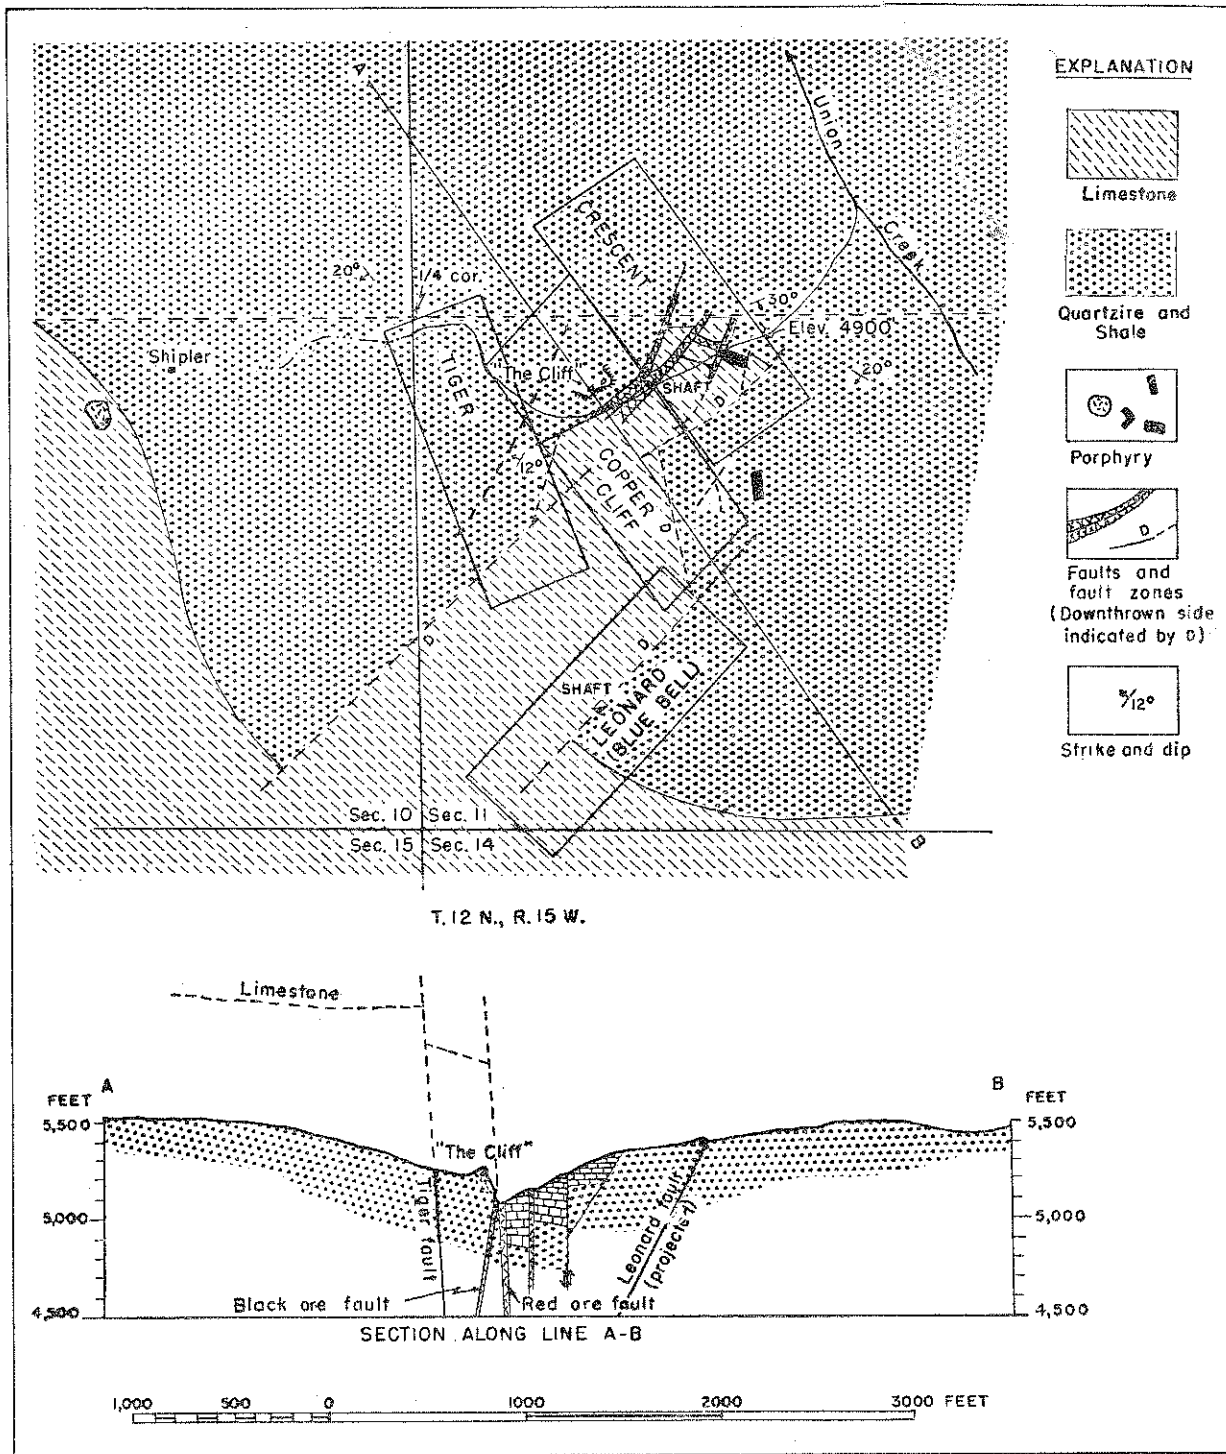 EXPLANATION
Limestone
Quartzire and
Shale
Porphyry
D
Faults and
fault zones
(Downthrown side
indicated by D)
12°
Strike and dip
A
Union
Creek
CRESCENT
20°
1/4 cor.
30°
Elev. 4900'
Shipler
TIGER
"The Cliff"
SHAFT
20°
D
12°
COPPER
CLIFF
D
D
D
SHAFT
LEONARD
(BLUE BELL)
Sec. 10 Sec. 11
Sec. 15 Sec. 14
B
T. 12 N., R. 15 W.
Limestone
A
B
FEET
FEET
5,500
5,500
"The Cliff"
Tiger fault
5,000
5,000
Leonard fault
(projected)
Black ore fault
Red ore fault
4,500
4,500
SECTION ALONG LINE A-B
1,000 500 0 1000 2000 3000 FEET